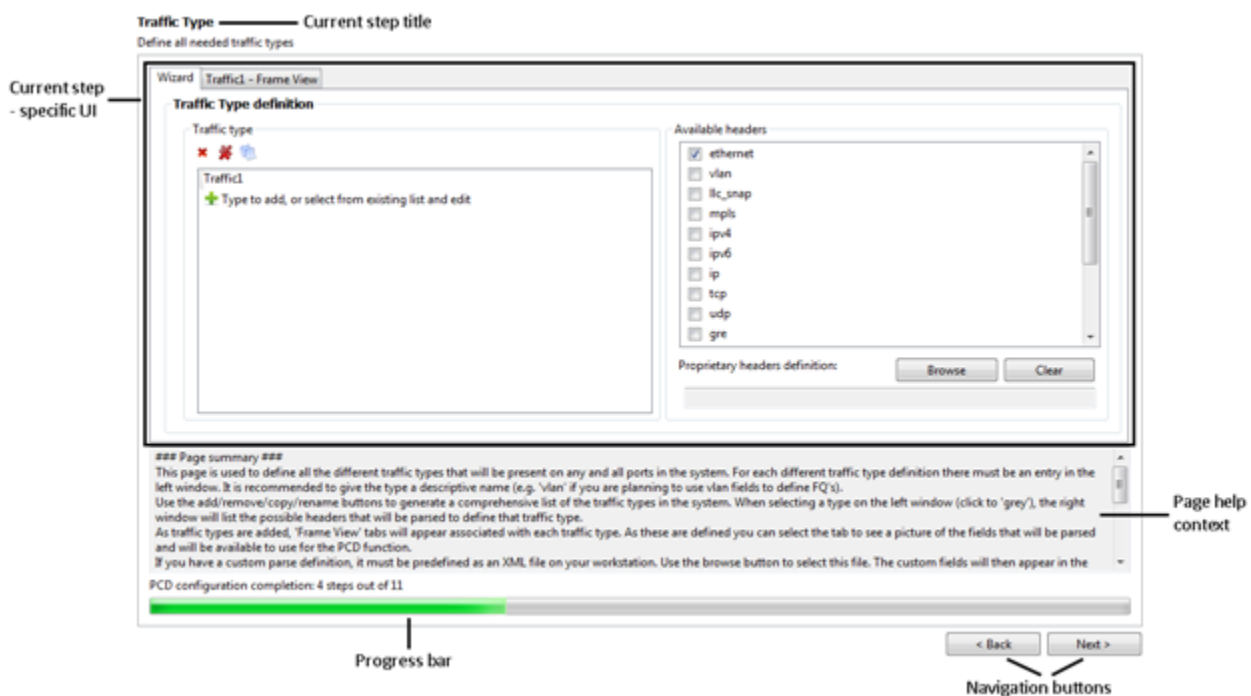 Traffic Type
Current step title
Define all needed traffic types
Current step
- specific UI
Wizard
Traffic1 - Frame View
Traffic Type definition
Traffic type
Traffic1
Type to add, or select from existing list and edit
Available headers
ethernet
vlan
llc_snap
mpls
ipv4
ipv6
ip
tcp
udp
gre
Proprietary headers definition:
Browse
Clear
### Page summary ###
This page is used to define all the different traffic types that will be present on any and all ports in the system. For each different traffic type definition there must be an entry in the
left window. It is recommended to give the type a descriptive name (e.g. 'vlan' if you are planning to use vlan fields to define FQ's).
Use the add/remove/copy/rename buttons to generate a comprehensive list of the traffic types in the system. When selecting a type on the left window (click to 'grey'), the right
window will list the possible headers that will be parsed to define that traffic type.
As traffic types are added, 'Frame View' tabs will appear associated with each traffic type. As these are defined you can select the tab to see a picture of the fields that will be parsed
and will be available to use for the PCD function.
If you have a custom parse definition, it must be predefined as an XML file on your workstation. Use the browse button to select this file. The custom fields will then appear in the
Page help
context
PCD configuration completion: 4 steps out of 11
Progress bar
< Back
Next >
Navigation buttons